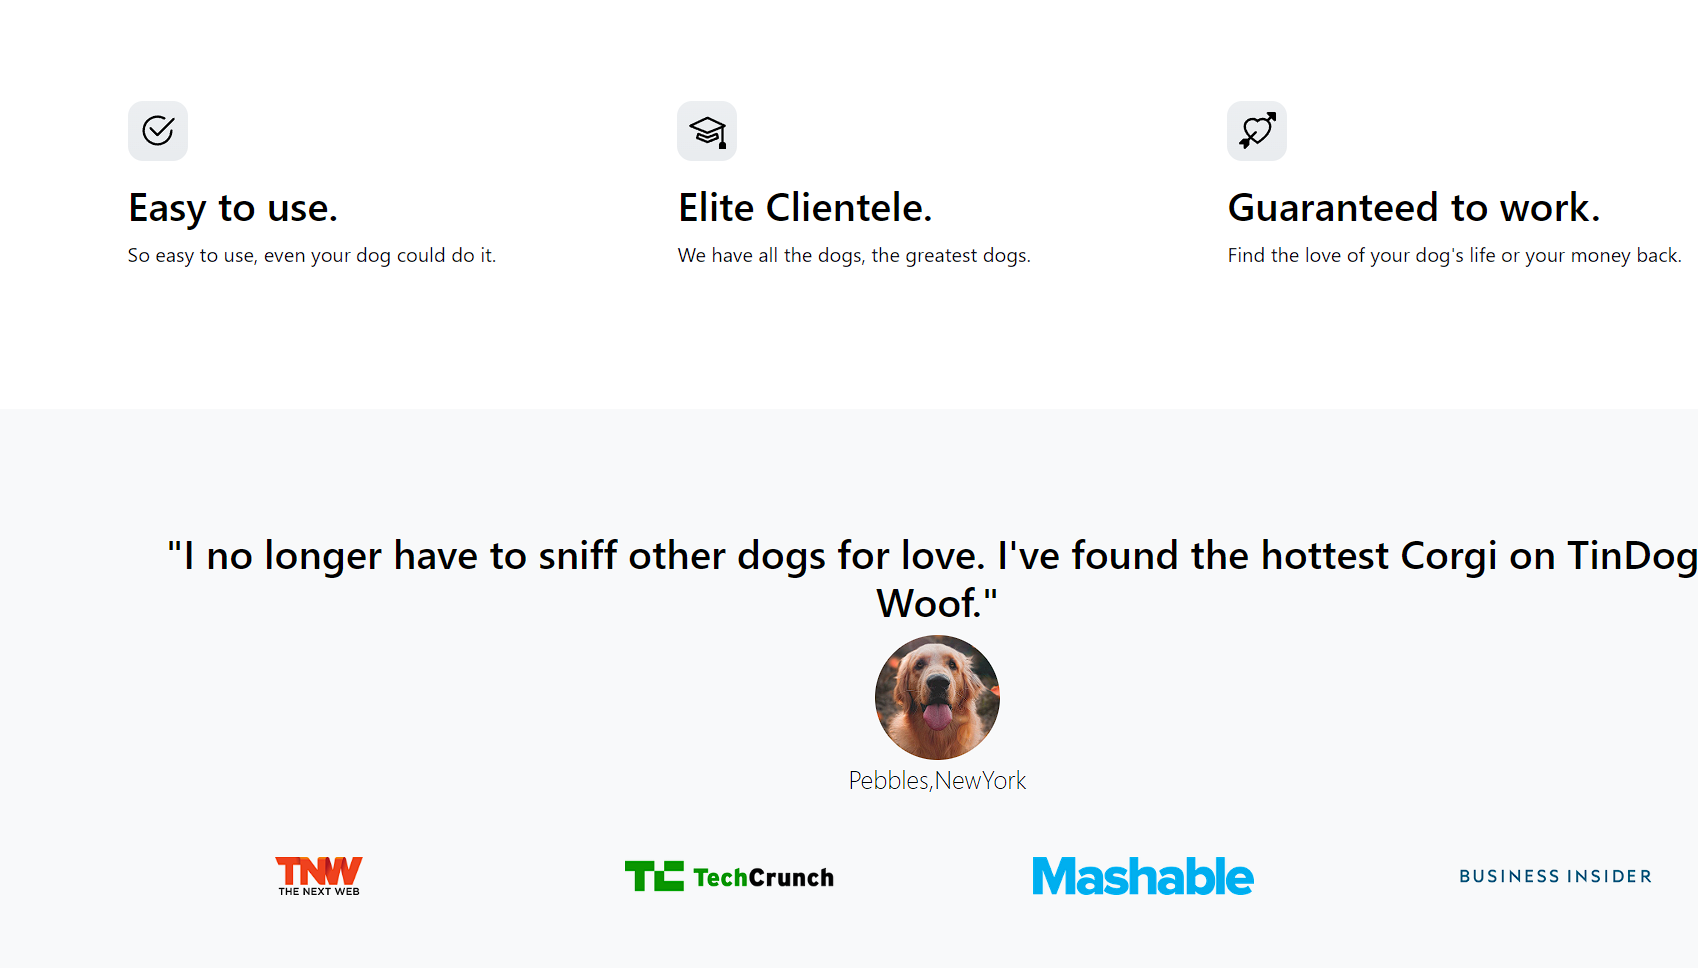 Easy to use.
So easy to use, even your dog could do it.
Elite Clientele.
We have all the dogs, the greatest dogs.
Guaranteed to work.
Find the love of your dog's life or your money back.
"I no longer have to sniff other dogs for love. I've found the hottest Corgi on TinDog
Woof."
Pebbles,NewYork
TNW
THE NEXT WEB
TC TechCrunch
Mashable
BUSINESS INSIDER